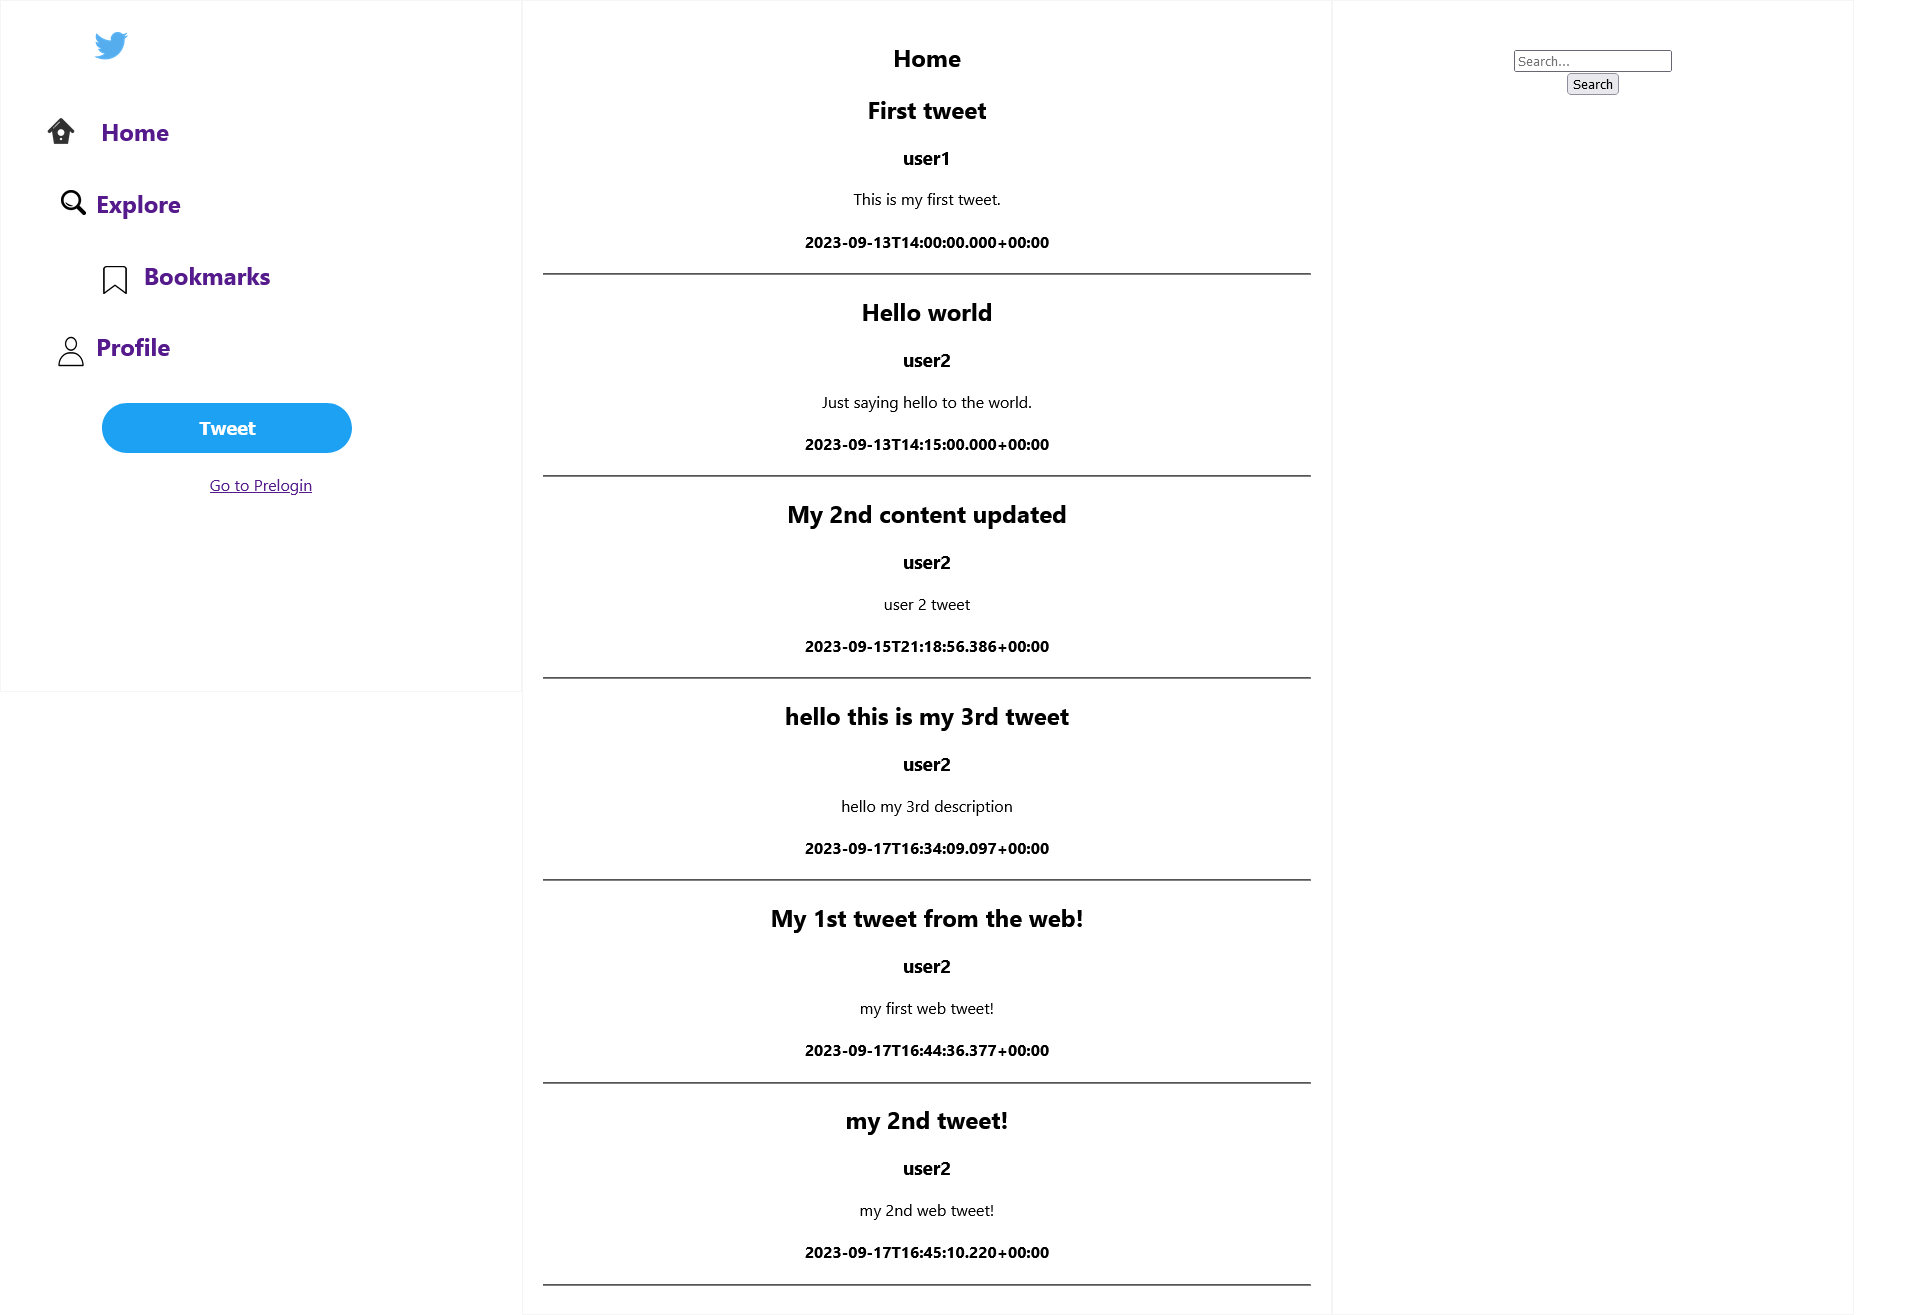 Home
Explore
Bookmarks
Profile
Tweet
Go to Prelogin
Home
First tweet
user1
This is my first tweet.
2023-09-13T14:00:00.000+00:00
Hello world
user2
Just saying hello to the world.
2023-09-13T14:15:00.000+00:00
My 2nd content updated
user2
user 2 tweet
2023-09-15T21:18:56.386+00:00
hello this is my 3rd tweet
user2
hello my 3rd description
2023-09-17T16:34:09.097+00:00
My 1st tweet from the web!
user2
my first web tweet!
2023-09-17T16:44:36.377+00:00
my 2nd tweet!
user2
my 2nd web tweet!
2023-09-17T16:45:10.220+00:00
Search...
Search